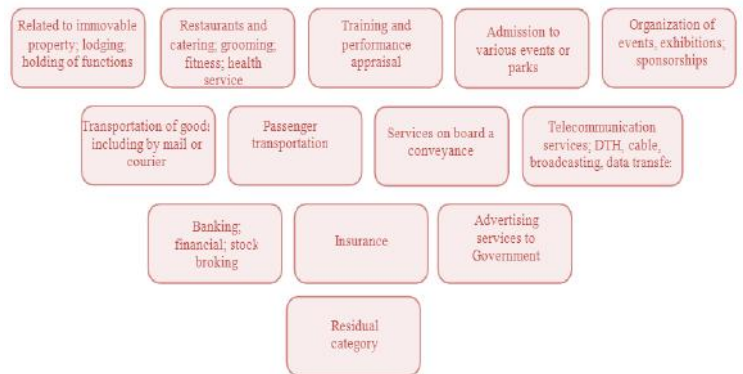 Related to immovable
property; lodging;
holding of functions
Restaurants and
catering; grooming;
fitness; health
service
Training and
performance
appraisal
Admission to
various events or
parks
Organization of
events, exhibitions;
sponsorships
Transportation of goods
including by mail or
courier
Passenger
transportation
Services on board a
conveyance
Telecommunication
services; DTH, cable,
broadcasting, data transfer
Banking;
financial; stock
broking
Insurance
Advertising
services to
Government
Residual
category